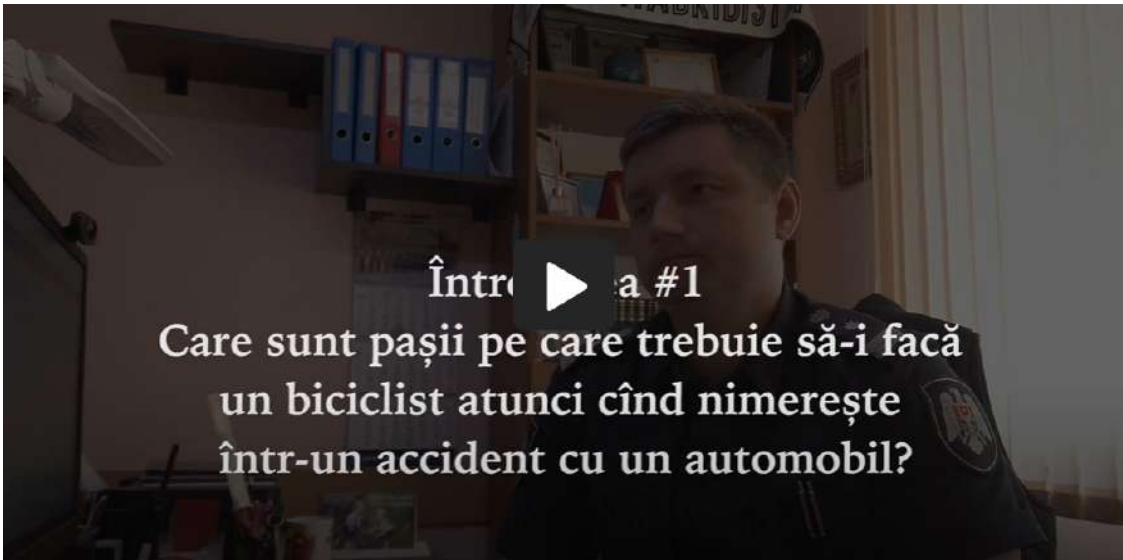 #1
Care sunt pașii pe care trebuie să-i facă
un biciclist atunci cînd nimerește
într-un accident cu un automobil?